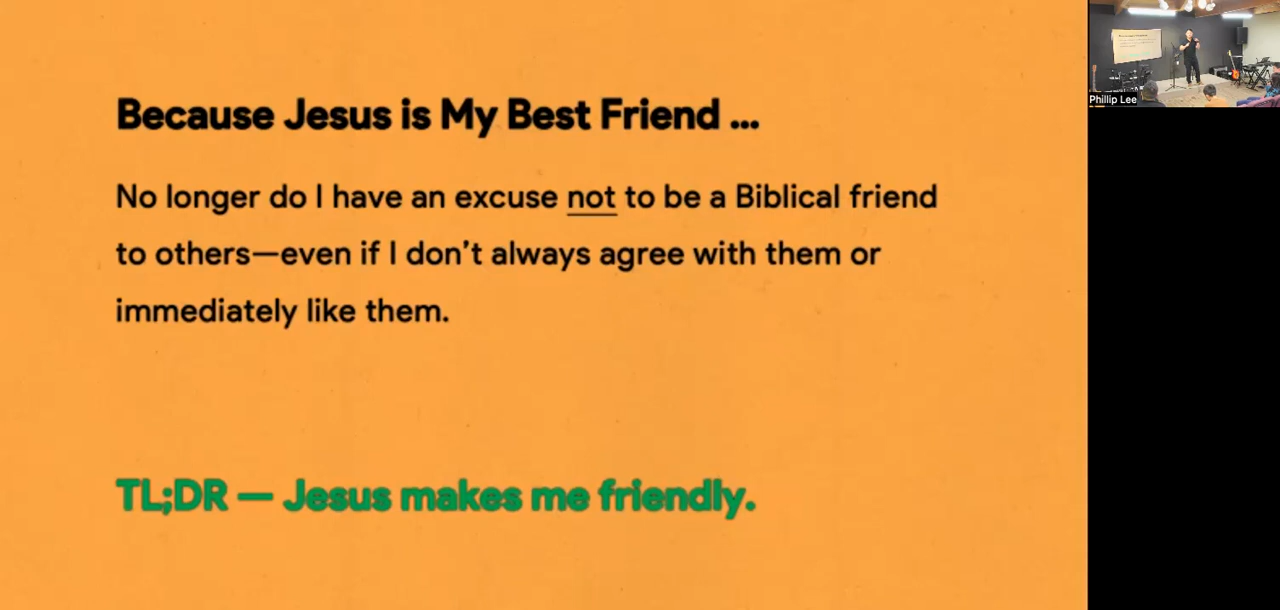 Because Jesus is My Best Friend ...
No longer do I have an excuse not to be a Biblical friend
to others—even if I don't always agree with them or
immediately like them.
TL;DR — Jesus makes me friendly.
Phillip Lee